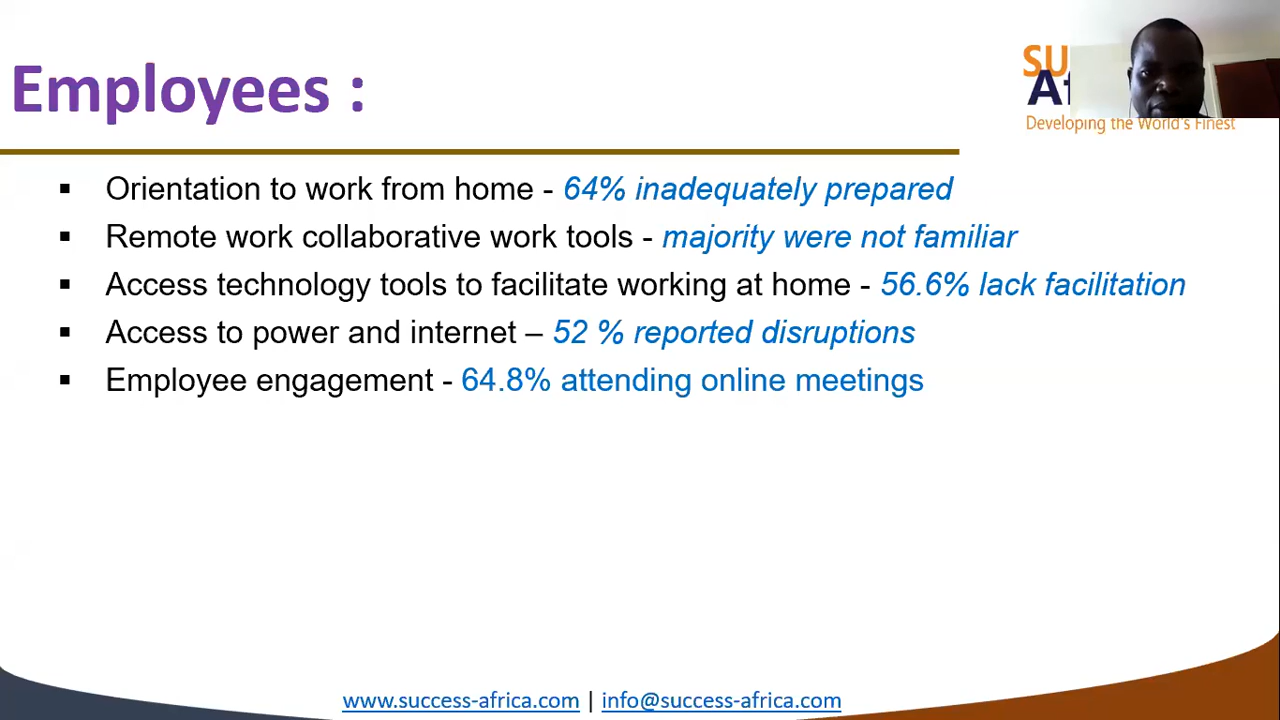 Employees :
SU
Af
Developing the World's Finest
▪ Orientation to work from home - 64% inadequately prepared
▪ Remote work collaborative work tools - majority were not familiar
▪ Access technology tools to facilitate working at home - 56.6% lack facilitation
▪ Access to power and internet – 52 % reported disruptions
▪ Employee engagement - 64.8% attending online meetings
www.success-africa.com | info@success-africa.com